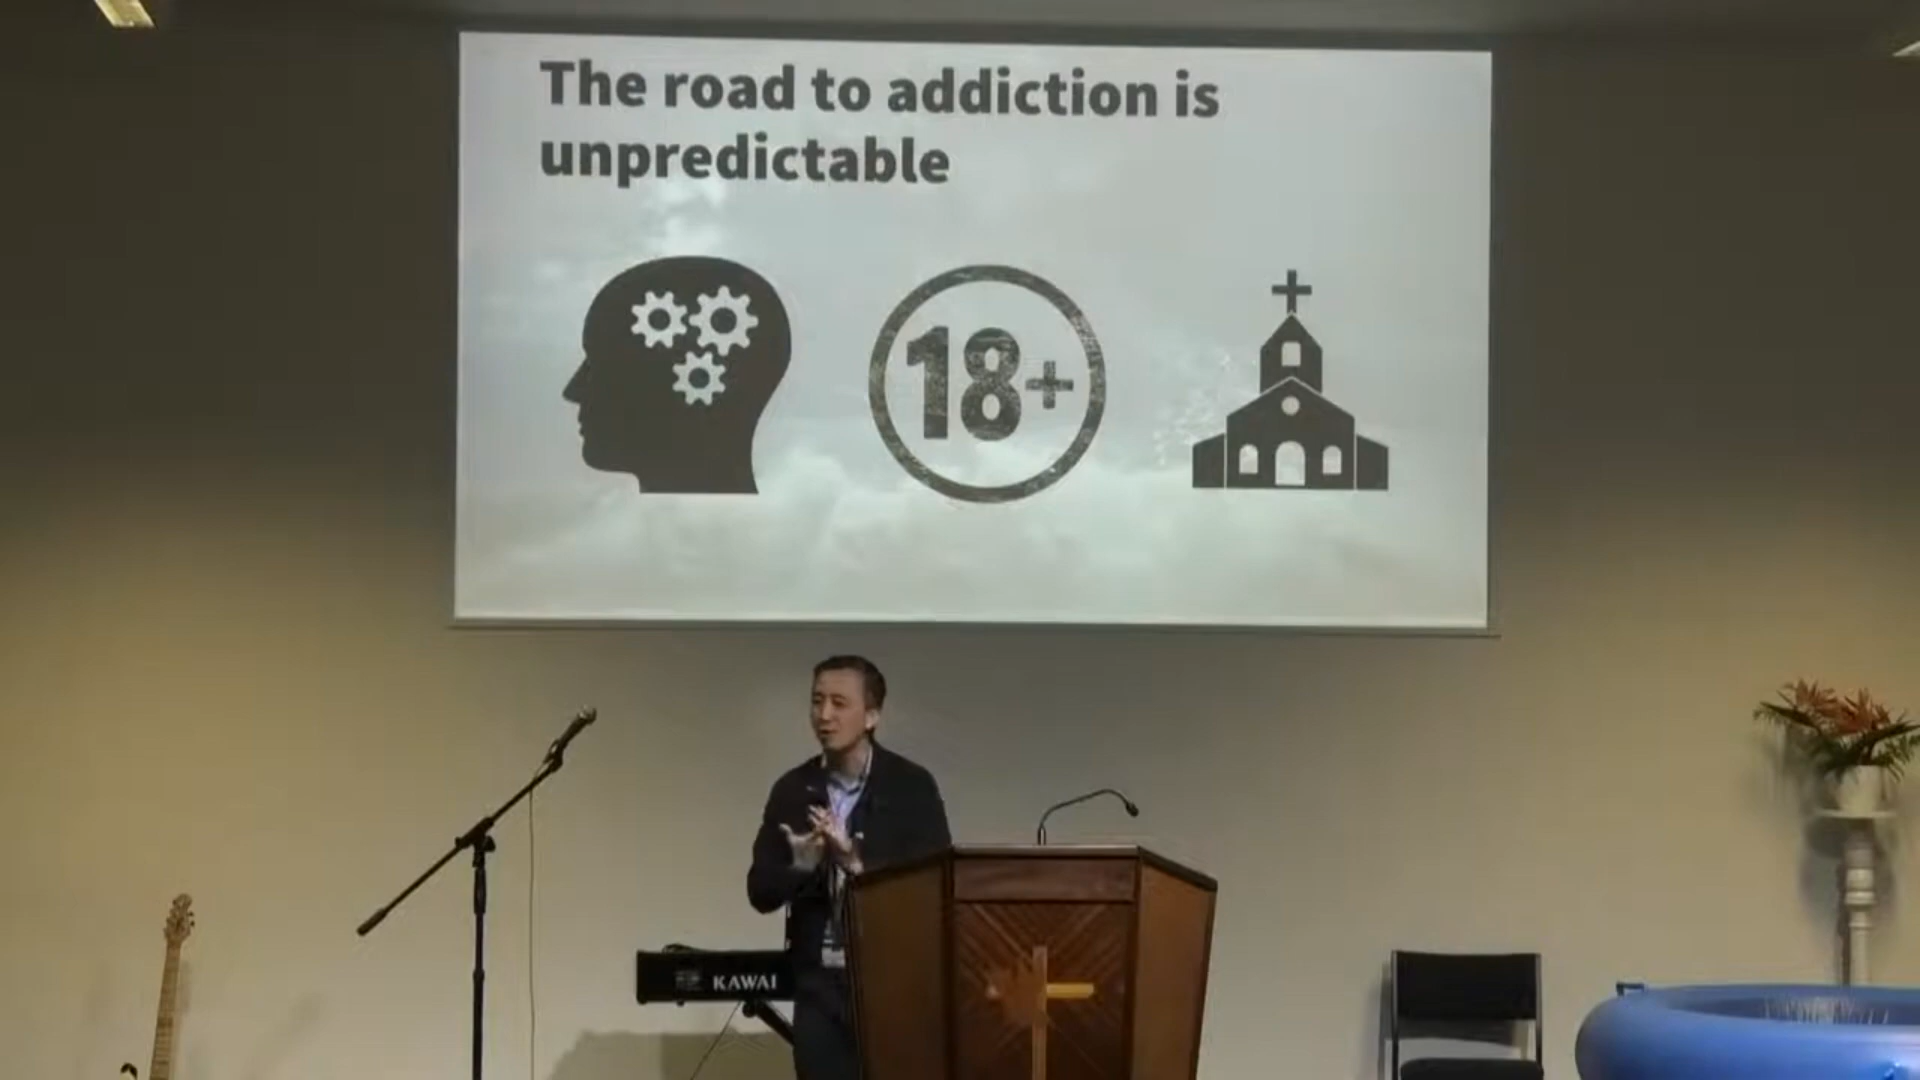 The road to addiction is
unpredictable
18+
KAWAI